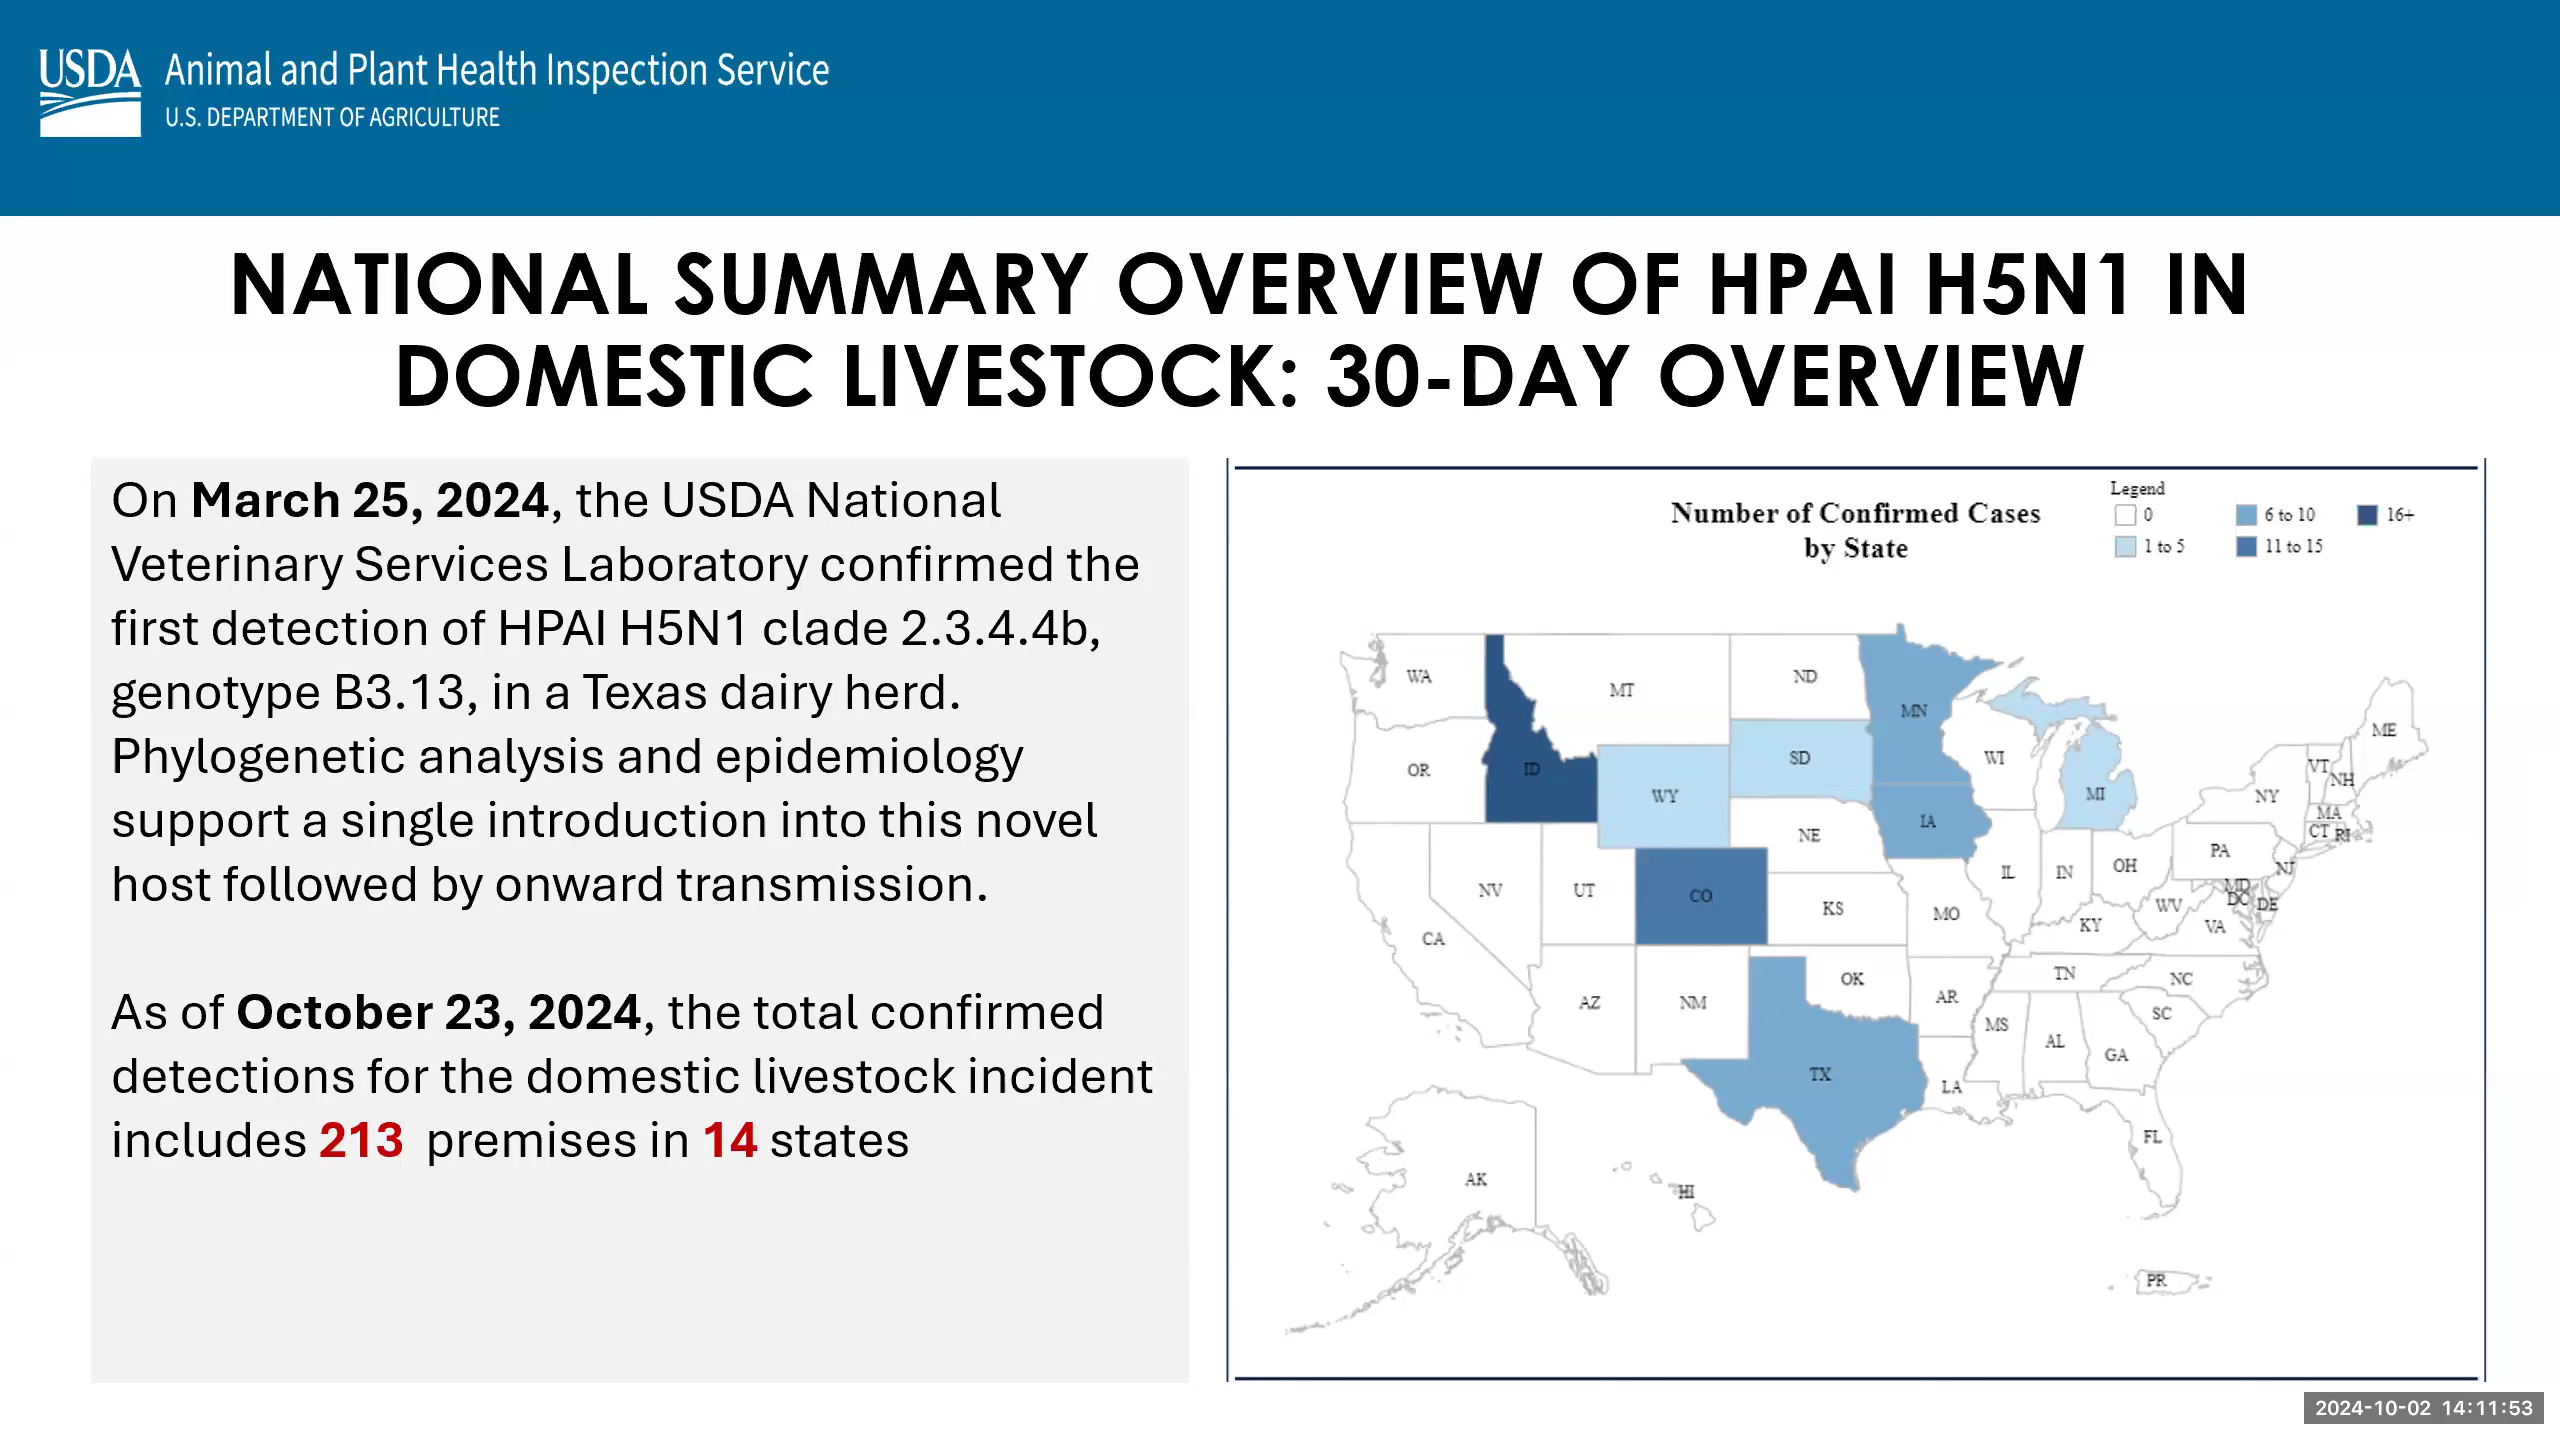 USDA Animal and Plant Health Inspection Service
U.S. DEPARTMENT OF AGRICULTURE
NATIONAL SUMMARY OVERVIEW OF HPAI H5N1 IN
DOMESTIC LIVESTOCK: 30-DAY OVERVIEW
On March 25, 2024, the USDA National
Veterinary Services Laboratory confirmed the
first detection of HPAI H5N1 clade 2.3.4.4b,
genotype B3.13, in a Texas dairy herd.
Phylogenetic analysis and epidemiology
support a single introduction into this novel
host followed by onward transmission.
As of October 23, 2024, the total confirmed
detections for the domestic livestock incident
includes 213 premises in 14 states
Number of Confirmed Cases
by State
Legend
0
6 to 10
16+
1 to 5
11 to 15
WA
MT
ND
MN
ME
OR
ID
WY
SD
WI
MI
NY
VT
NH
MA
CT
RI
NV
UT
CO
NE
IA
IL
IN
OH
PA
NJ
MD
DC
DE
CA
KS
MO
KY
WV
VA
AZ
NM
OK
AR
TN
NC
SC
MS
AL
GA
TX
LA
FL
AK
HI
PR
2024-10-02 14:11:53